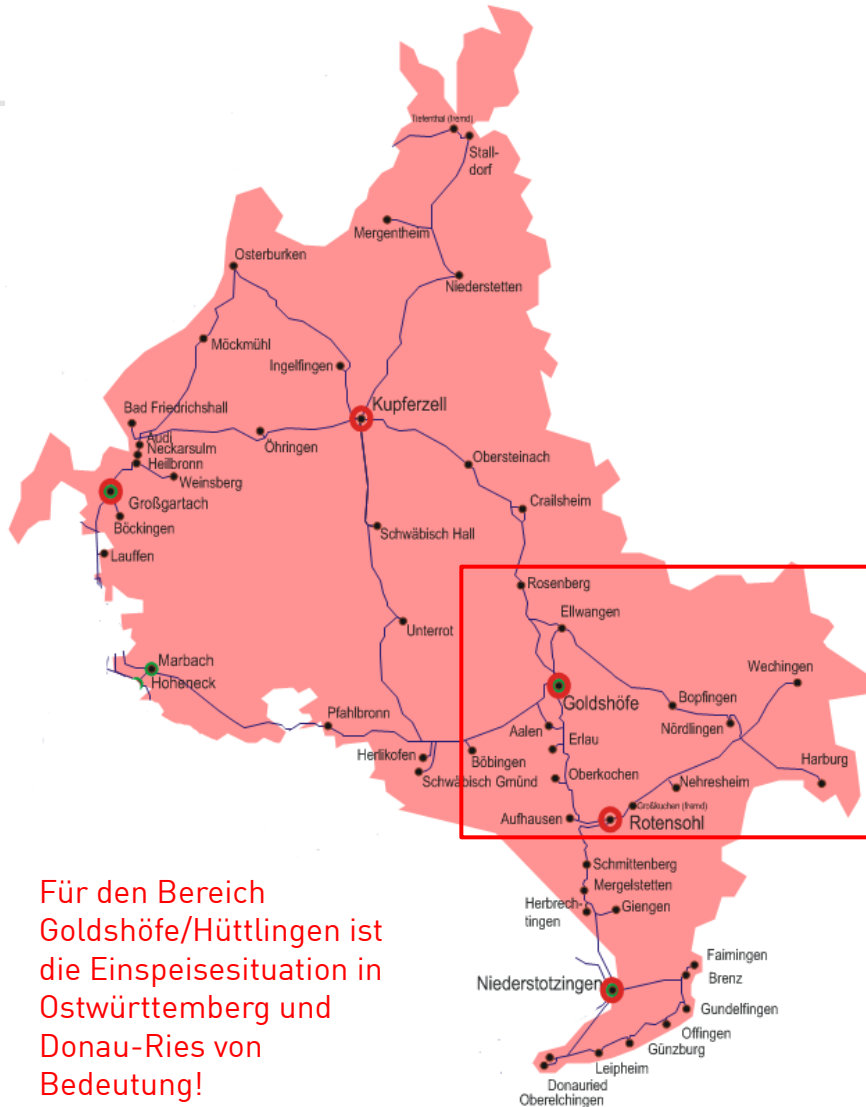 Tiefenthal (fremd)
Stall-
dorf
Mergentheim
Osterburken
Niederstetten
Möckmühl
Ingelfingen
Kupferzell
Bad Friedrichshall
Audi
Neckarsulm
Öhringen
Heilbronn
Weinsberg
Obersteinach
Großgartach
Crailsheim
Böckingen
Schwäbisch Hall
Lauffen
Rosenberg
Ellwangen
Unterrot
Marbach
Hoheneck
Wechingen
Goldshöfe
Bopfingen
Pfahlbronn
Nördlingen
Aalen
Erlau
Herlikofen
Böbingen
Harburg
Schwäbisch Gmünd
Oberkochen
Nehresheim
Großkuchen (fremd)
Aufhausen
Rotensohl
Schmittenberg
Mergelstetten
Herbrech-
tingen
Giengen
Für den Bereich
Goldshöfe/Hüttlingen ist
die Einspeisesituation in
Ostwürttemberg und
Donau-Ries von
Bedeutung!
Faimingen
Brenz
Niederstotzingen
Gundelfingen
Offingen
Günzburg
Leipheim
Donauried
Oberelchingen